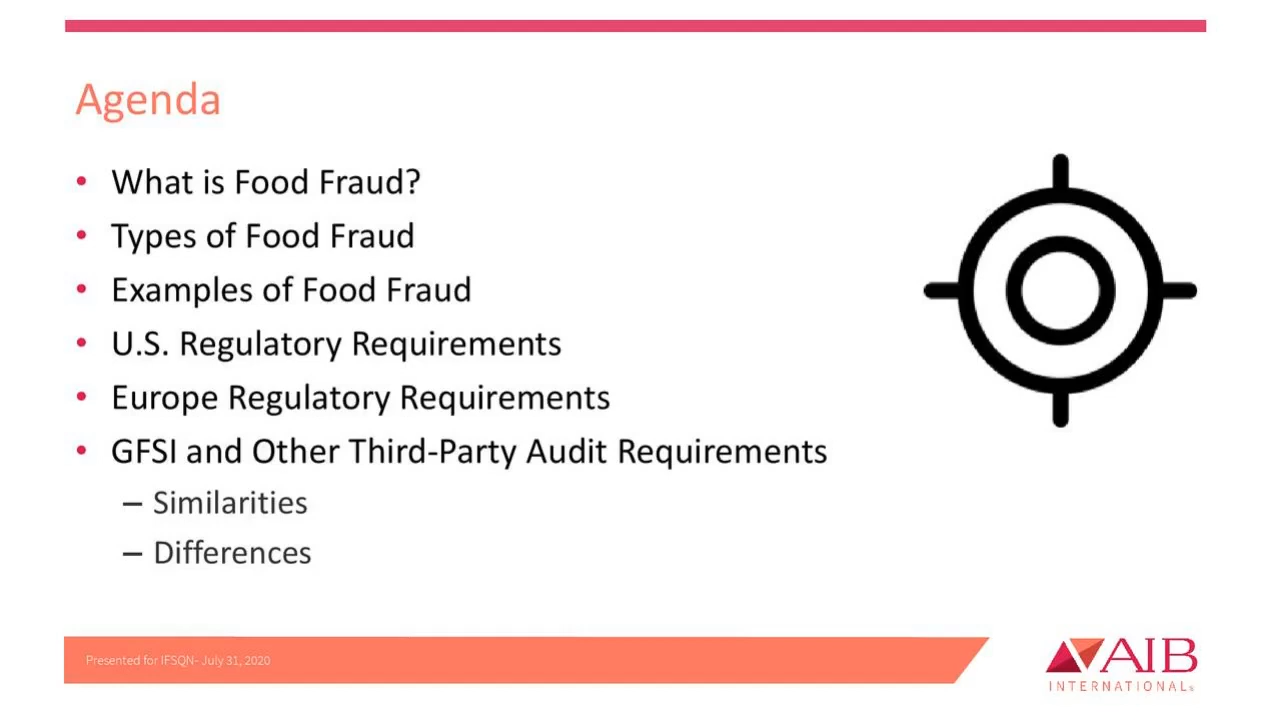 Agenda
• What is Food Fraud?
• Types of Food Fraud
• Examples of Food Fraud
• U.S. Regulatory Requirements
• Europe Regulatory Requirements
• GFSI and Other Third-Party Audit Requirements
– Similarities
– Differences
Presented for IFSQN- July 31, 2020
AIB
INTERNATIONAL